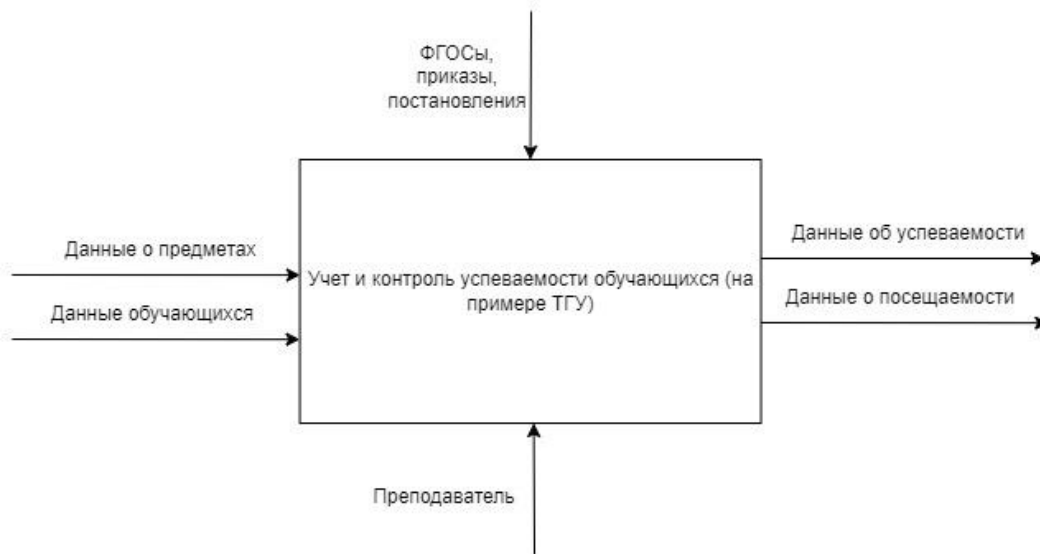 ФГОСы,
приказы,
постановления
Данные о предметах
Данные обучающихся
Учет и контроль успеваемости обучающихся (на
примере ТГУ)
Данные об успеваемости
Данные о посещаемости
Преподаватель